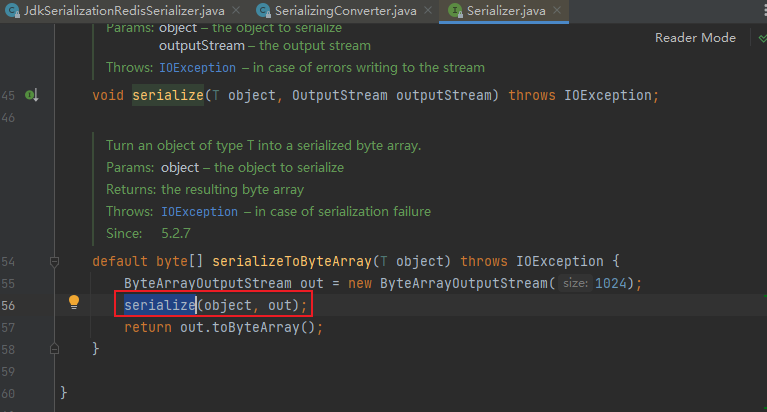 JdkSerializationRedisSerializer.java × SerializingConverter.java × Serializer.java ×
Reader Mode
Params: object – the object to serialize
outputStream – the output stream
Throws: IOException – in case of errors writing to the stream
45 void serialize(T object, OutputStream outputStream) throws IOException;
46
Turn an object of type T into a serialized byte array.
Params: object – the object to serialize
Returns: the resulting byte array
Throws: IOException – in case of serialization failure
Since: 5.2.7
54 default byte[] serializeToByteArray(T object) throws IOException {
55 ByteArrayOutputStream out = new ByteArrayOutputStream( size: 1024);
56 serialize(object, out);
57 return out.toByteArray();
58 }
59
60 }